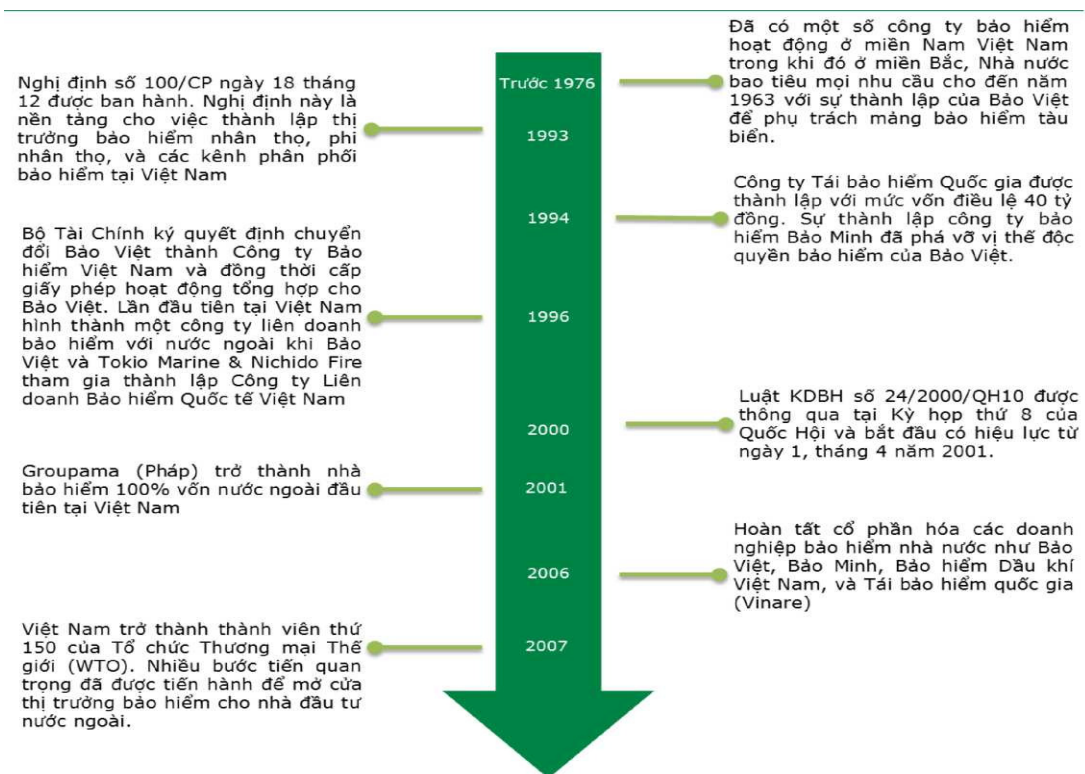 Trước 1976
Đã có một số công ty bảo hiểm
hoạt động ở miền Nam Việt Nam
trong khi đó ở miền Bắc, Nhà nước
bao tiêu mọi nhu cầu cho đến năm
1963 với sự thành lập của Bảo Việt
để phụ trách mảng bảo hiểm tàu
biển.
Nghị định số 100/CP ngày 18 tháng
12 được ban hành. Nghị định này là
nền tảng cho việc thành lập thị
trường bảo hiểm nhân thọ, phi
nhân thọ, và các kênh phân phối
bảo hiểm tại Việt Nam
1993
1994
Công ty Tái bảo hiểm Quốc gia được
thành lập với mức vốn điều lệ 40 tỷ
đồng. Sự thành lập công ty bảo
hiểm Bảo Minh đã phá vỡ vị thế độc
quyền bảo hiểm của Bảo Việt.
Bộ Tài Chính ký quyết định chuyển
đổi Bảo Việt thành Công ty Bảo
hiểm Việt Nam và đồng thời cấp
giấy phép hoạt động tổng hợp cho
Bảo Việt. Lần đầu tiên tại Việt Nam
hình thành một công ty liên doanh
bảo hiểm với nước ngoài khi Bảo
Việt và Tokio Marine & Nichido Fire
tham gia thành lập Công ty Liên
doanh Bảo hiểm Quốc tế Việt Nam
1996
2000
Luật KDBH số 24/2000/QH10 được
thông qua tại Kỳ họp thứ 8 của
Quốc Hội và bắt đầu có hiệu lực từ
ngày 1, tháng 4 năm 2001.
Groupama (Pháp) trở thành nhà
bảo hiểm 100% vốn nước ngoài đầu
tiên tại Việt Nam
2001
2006
Hoàn tất cổ phần hóa các doanh
nghiệp bảo hiểm nhà nước như Bảo
Việt, Bảo Minh, Bảo hiểm Dầu khí
Việt Nam, và Tái bảo hiểm quốc gia
(Vinare)
Việt Nam trở thành thành viên thứ
150 của Tổ chức Thương mại Thế
giới (WTO). Nhiều bước tiến quan
trọng đã được tiến hành để mở cửa
thị trường bảo hiểm cho nhà đầu tư
nước ngoài.
2007